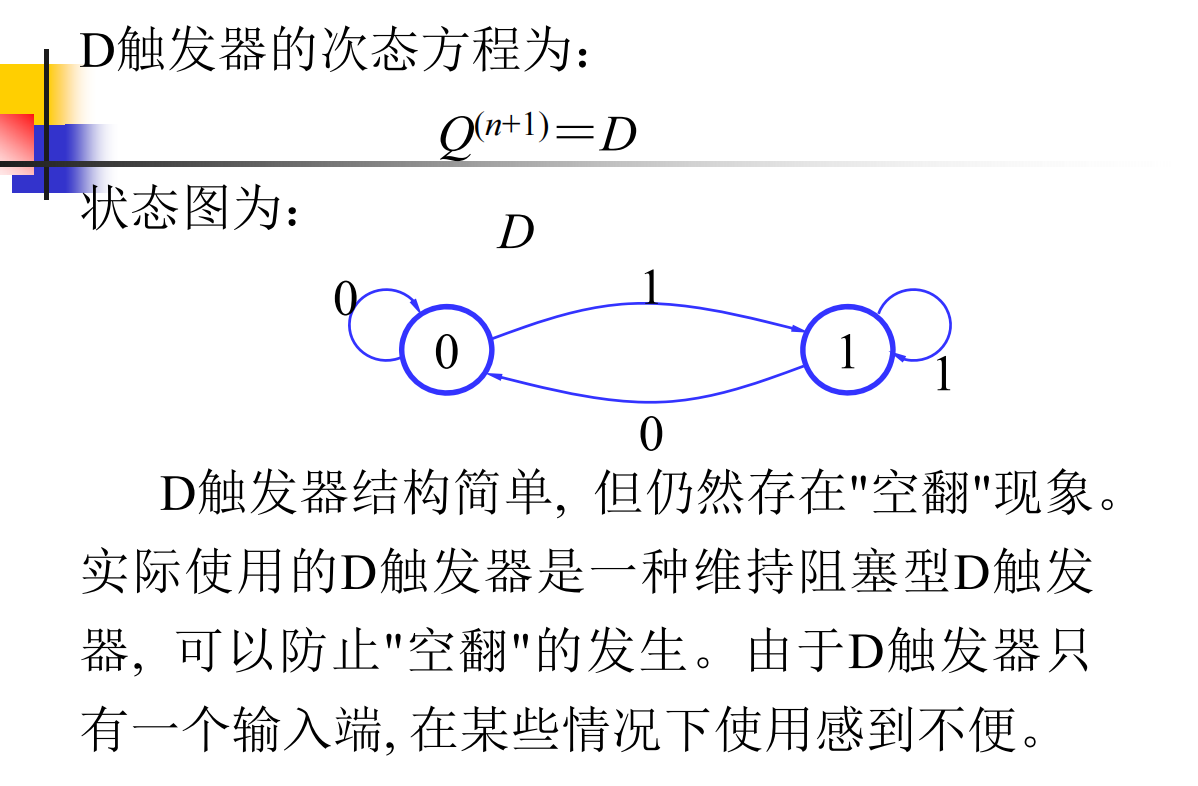 D触发器的次态方程为：
Q(n+1)＝D
状态图为：
D
0
1
0
1
1
0
D触发器结构简单, 但仍然存在"空翻"现象。
实际使用的D触发器是一种维持阻塞型D触发
器, 可以防止"空翻"的发生。由于D触发器只
有一个输入端, 在某些情况下使用感到不便。